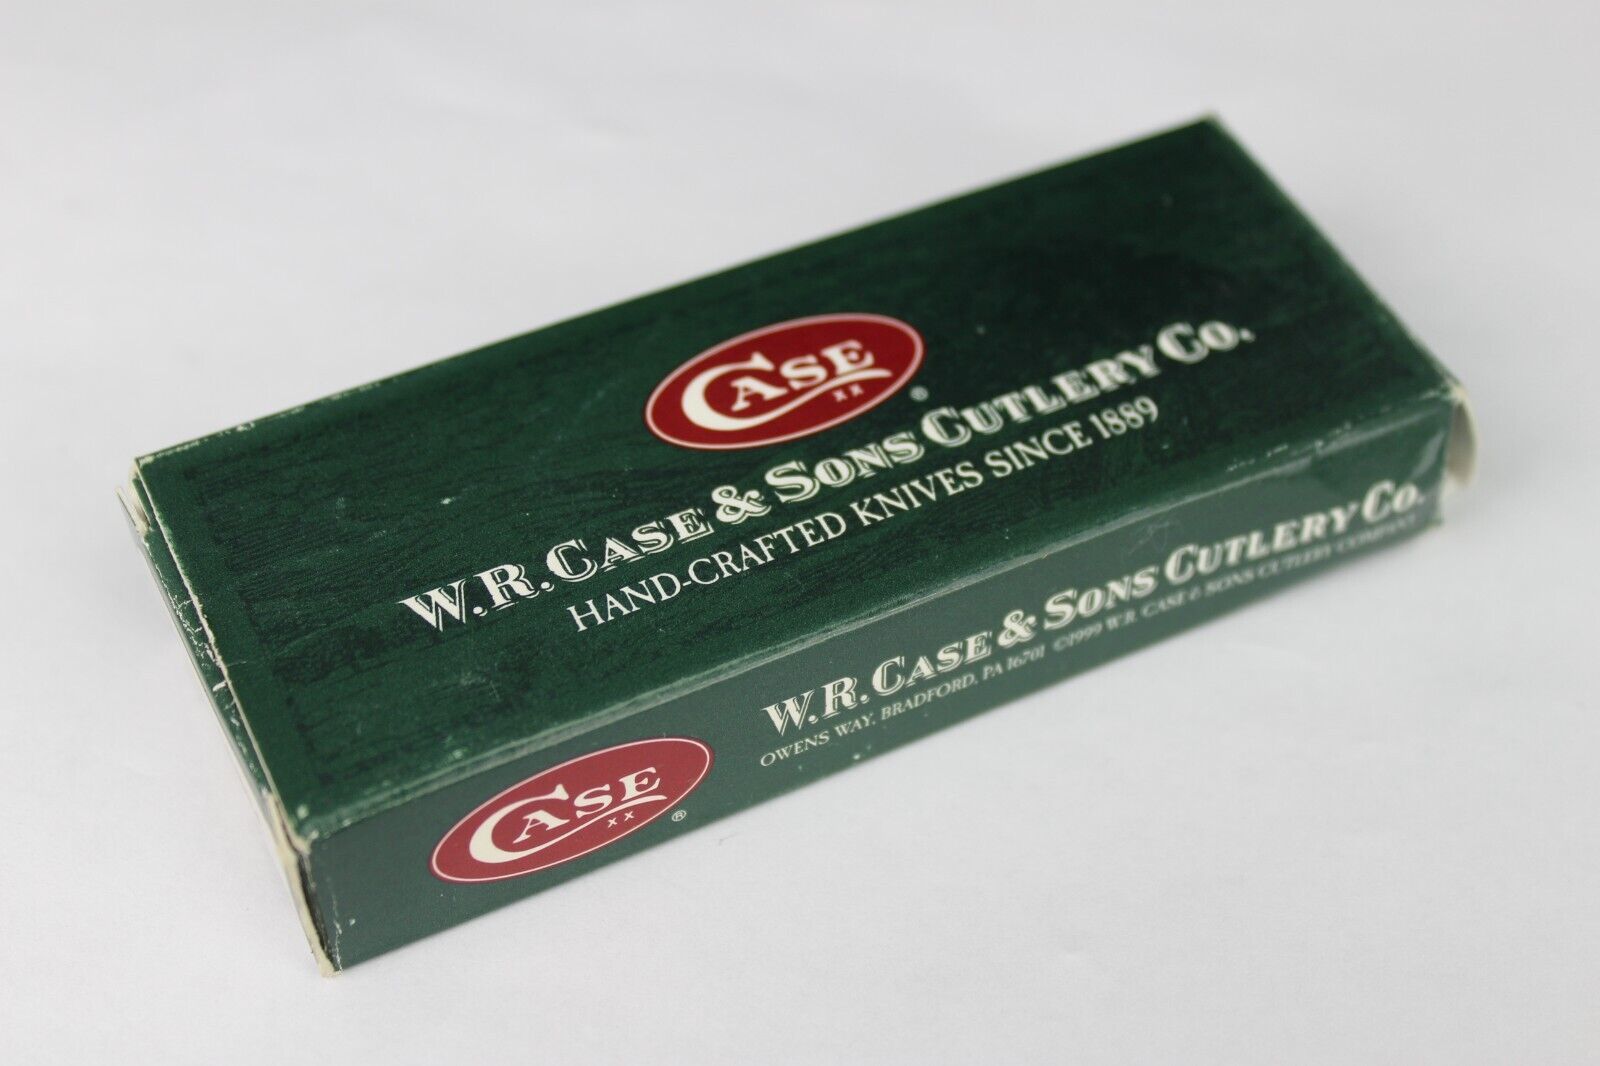 CASE
XX
®
W.R. CASE & SONS CUTLERY CO.
HAND-CRAFTED KNIVES SINCE 1889
CASE
XX
®
W.R. CASE & SONS CUTLERY CO.
OWENS WAY, BRADFORD, PA 16701 ©1999 W.R. CASE & SONS CUTLERY COMPANY